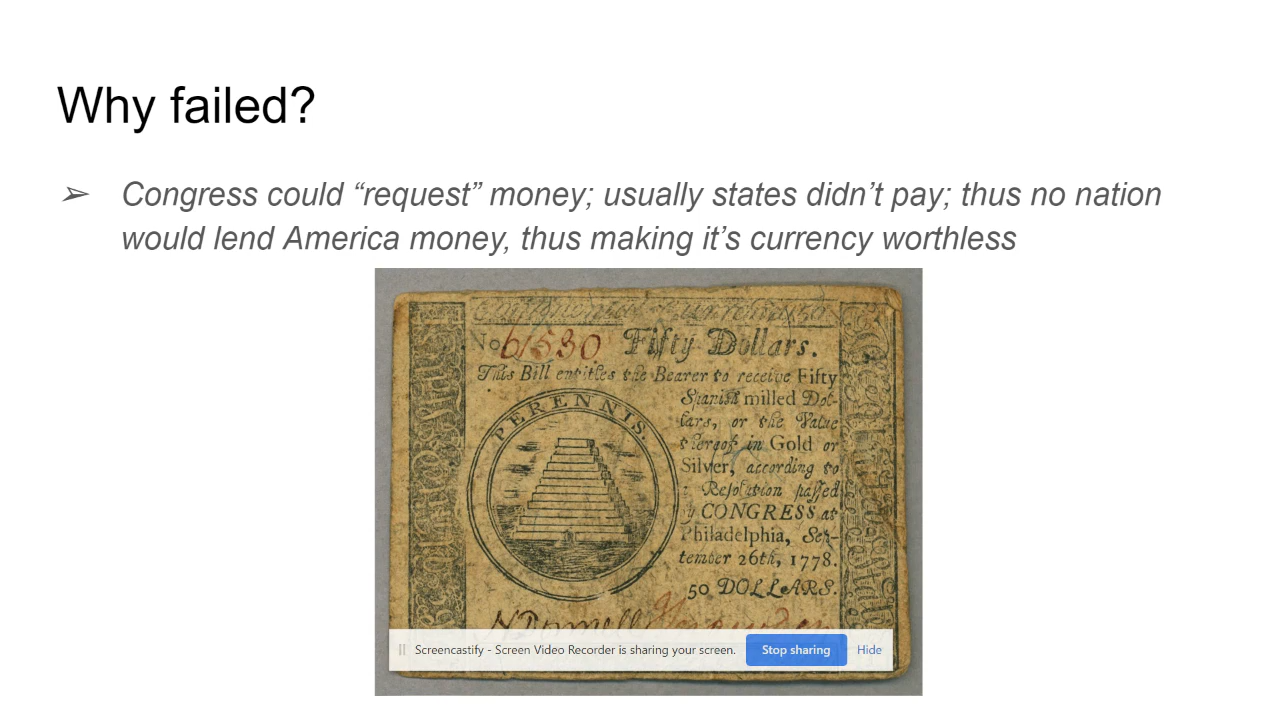 Why failed?
➢ Congress could “request” money; usually states didn’t pay; thus no nation
would lend America money, thus making it’s currency worthless
No 61530 Fifty Dollars.
This Bill entitles the Bearer to receive Fifty
Spanish milled Dol-
lars, or the Value
thereof in Gold or
Silver, according to
Resolution passed
CONGRESS at
Philadelphia, Sep-
tember 26th, 1778.
50 DOLLARS.
PERENNIS.
Screencastify - Screen Video Recorder is sharing your screen. Stop sharing Hide